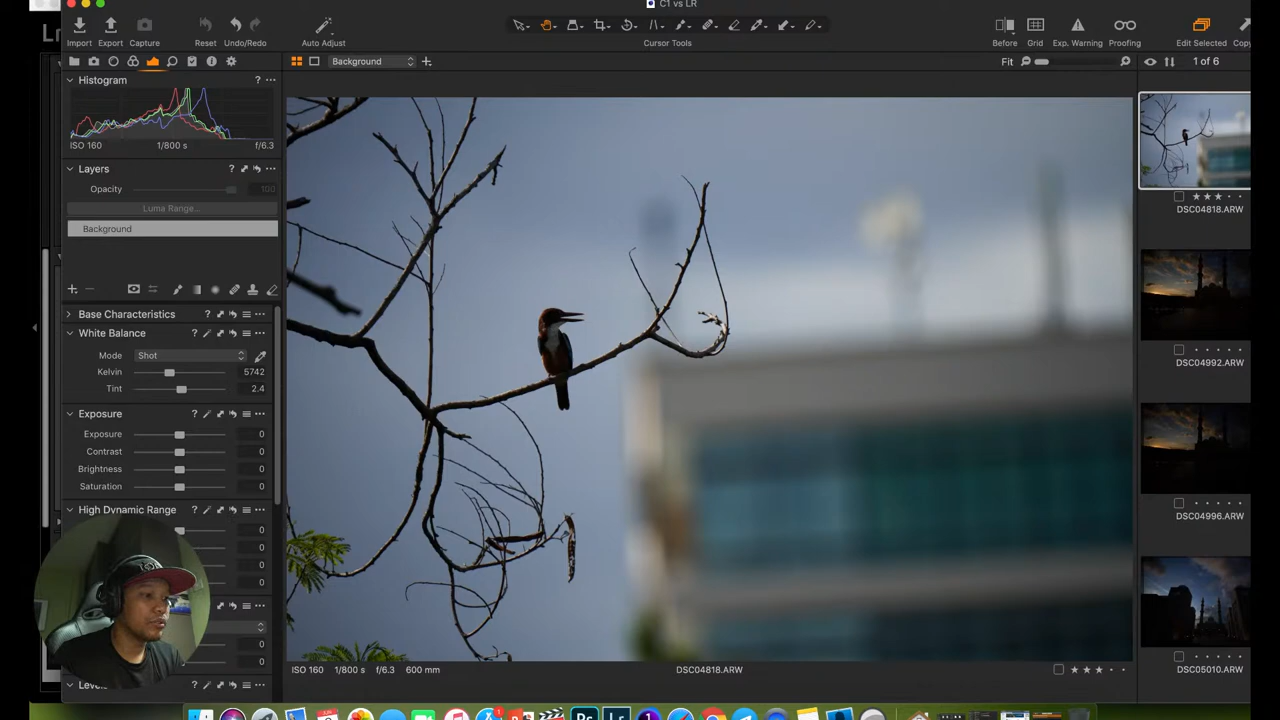 C1 vs LR
Import Export Capture Reset Undo/Redo Auto Adjust Cursor Tools Before Grid Exp. Warning Proofing Edit Selected
Background
Fit
1 of 6
Histogram ?
ISO 160 1/800 s f/6.3
Layers ?
Opacity 100
Luma Range...
Background
Base Characteristics ?
White Balance ?
Mode Shot
Kelvin 5742
Tint 2.4
Exposure ?
Exposure 0
Contrast 0
Brightness 0
Saturation 0
High Dynamic Range ?
0
0
0
0
0
0
Levels ?
ISO 160 1/800 s f/6.3 600 mm DSC04818.ARW
DSC04818.ARW
DSC04992.ARW
DSC04996.ARW
DSC05010.ARW
Ps Lr